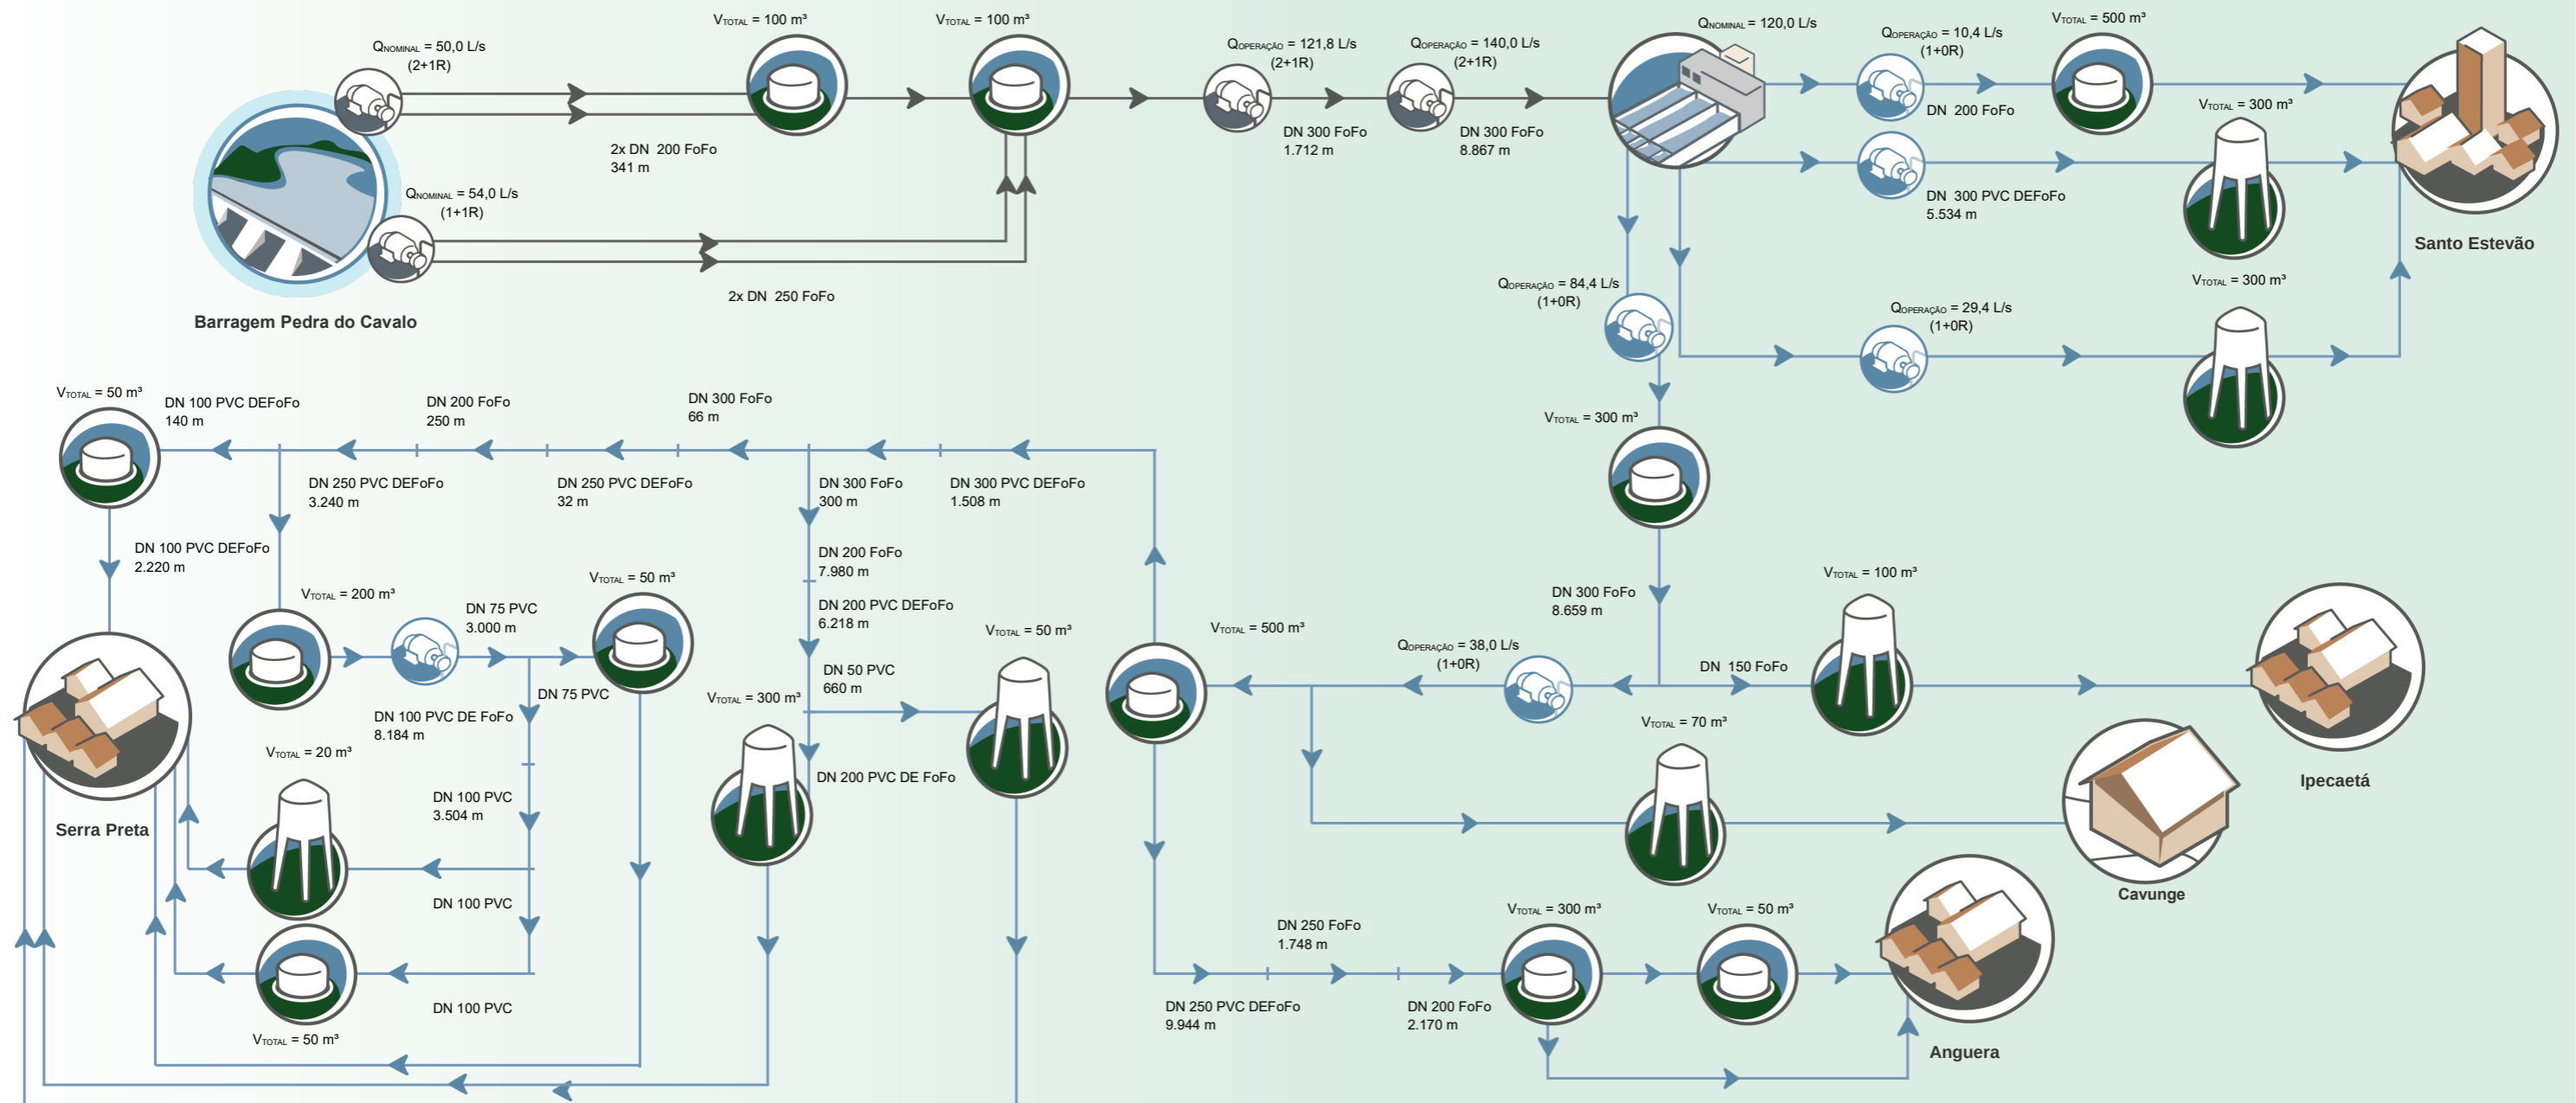 VTOTAL = 100 m³
VTOTAL = 100 m³
QNOMINAL = 50,0 L/s
(2+1R)
2x DN 200 FoFo
341 m
QNOMINAL = 54,0 L/s
(1+1R)
2x DN 250 FoFo
Barragem Pedra do Cavalo
QOPERAÇÃO = 121,8 L/s
(2+1R)
DN 300 FoFo
1.712 m
QOPERAÇÃO = 140,0 L/s
(2+1R)
DN 300 FoFo
8.867 m
QNOMINAL = 120,0 L/s
QOPERAÇÃO = 10,4 L/s
(1+0R)
DN 200 FoFo
VTOTAL = 500 m³
VTOTAL = 300 m³
DN 300 PVC DEFoFo
5.534 m
Santo Estevão
VTOTAL = 300 m³
QOPERAÇÃO = 84,4 L/s
(1+0R)
QOPERAÇÃO = 29,4 L/s
(1+0R)
VTOTAL = 300 m³
VTOTAL = 50 m³
DN 100 PVC DEFoFo
140 m
DN 200 FoFo
250 m
DN 300 FoFo
66 m
DN 250 PVC DEFoFo
3.240 m
DN 250 PVC DEFoFo
32 m
DN 300 FoFo
300 m
DN 300 PVC DEFoFo
1.508 m
DN 100 PVC DEFoFo
2.220 m
DN 200 FoFo
7.980 m
VTOTAL = 200 m³
DN 75 PVC
3.000 m
VTOTAL = 50 m³
DN 200 PVC DEFoFo
6.218 m
VTOTAL = 50 m³
DN 50 PVC
660 m
VTOTAL = 500 m³
QOPERAÇÃO = 38,0 L/s
(1+0R)
DN 300 FoFo
8.659 m
VTOTAL = 100 m³
DN 150 FoFo
VTOTAL = 70 m³
Ipecaetá
Cavunge
DN 75 PVC
VTOTAL = 300 m³
DN 100 PVC DE FoFo
8.184 m
VTOTAL = 20 m³
DN 200 PVC DE FoFo
DN 100 PVC
3.504 m
Serra Preta
DN 100 PVC
DN 100 PVC
VTOTAL = 50 m³
DN 250 FoFo
1.748 m
VTOTAL = 300 m³
VTOTAL = 50 m³
DN 250 PVC DEFoFo
9.944 m
DN 200 FoFo
2.170 m
Anguera